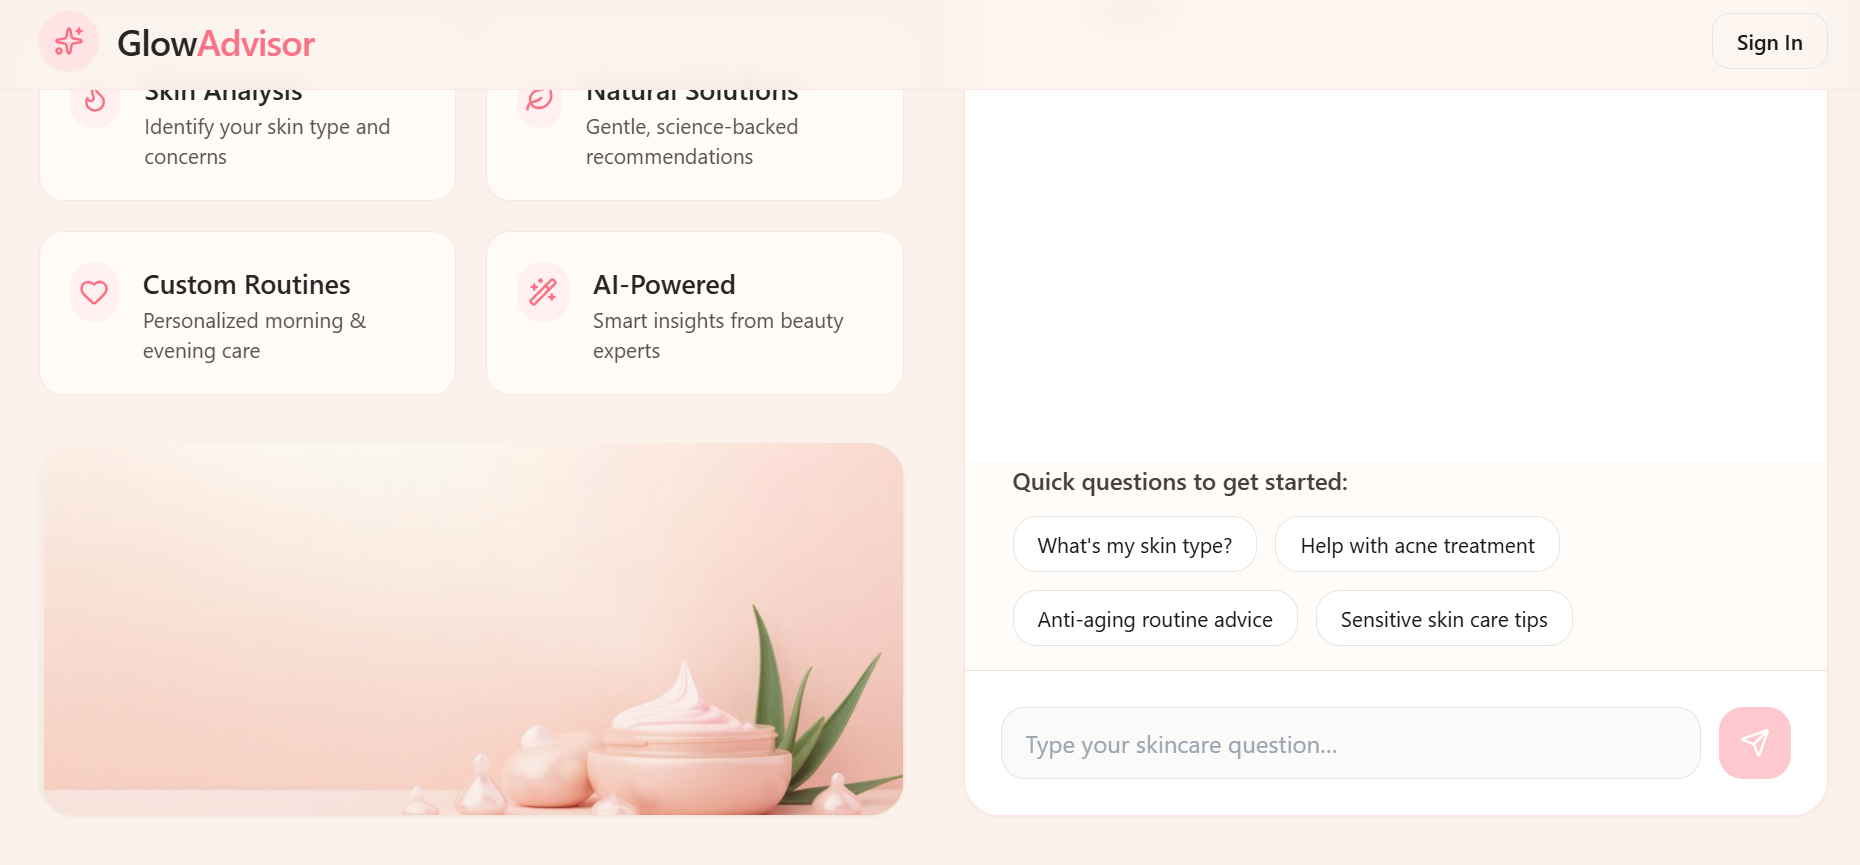 GlowAdvisor
Sign In
Skin Analysis
Identify your skin type and
concerns
Natural Solutions
Gentle, science-backed
recommendations
Custom Routines
Personalized morning &
evening care
AI-Powered
Smart insights from beauty
experts
Quick questions to get started:
What's my skin type?
Help with acne treatment
Anti-aging routine advice
Sensitive skin care tips
Type your skincare question...